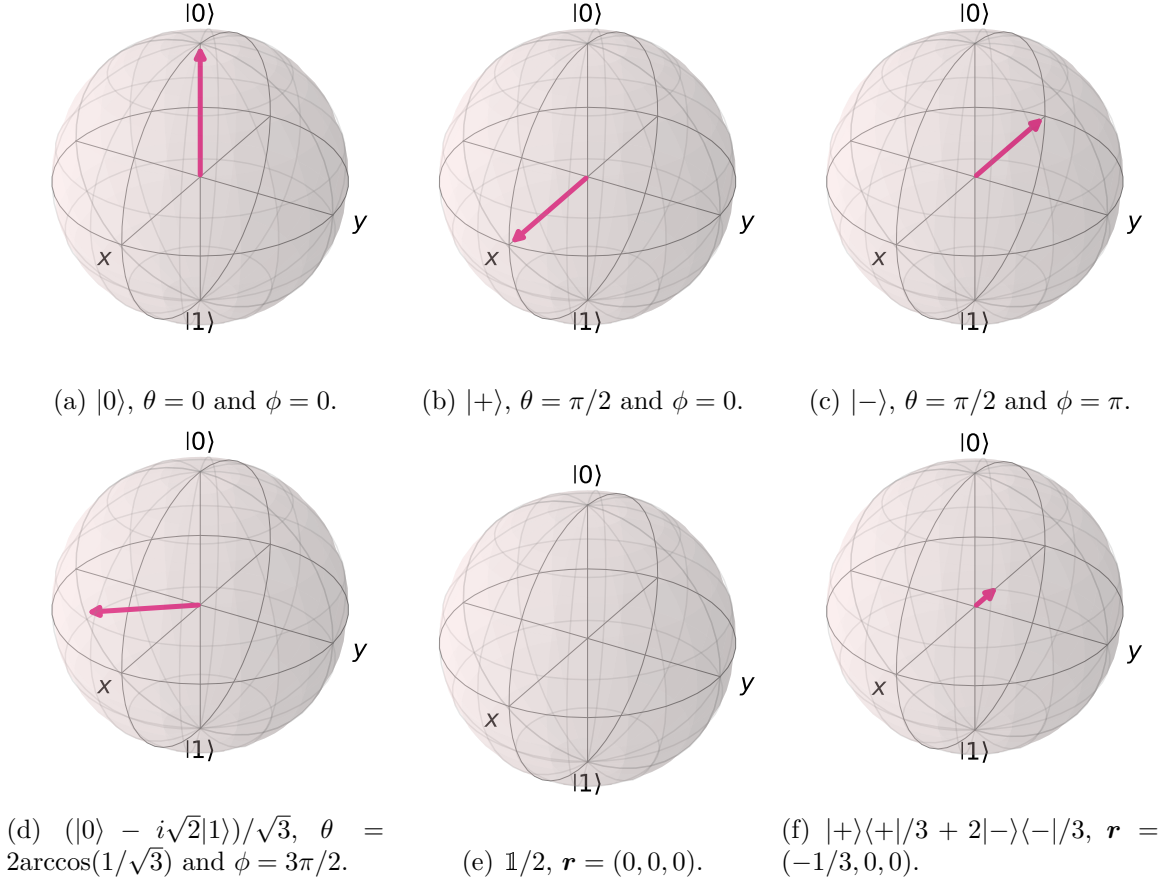 |0⟩ |0⟩ |0⟩
y y y
x x x
|1⟩ |1⟩ |1⟩
(a) |0⟩, θ = 0 and ϕ = 0. (b) |+⟩, θ = π/2 and ϕ = 0. (c) |−⟩, θ = π/2 and ϕ = π.
|0⟩ |0⟩ |0⟩
y y y
x x x
|1⟩ |1⟩ |1⟩
(d) (|0⟩ − i√2|1⟩)/√3, θ =
2arccos(1/√3) and ϕ = 3π/2.
(e) 𝟙/2, r = (0, 0, 0).
(f) |+⟩⟨+|/3 + 2|−⟩⟨−|/3, r =
(−1/3, 0, 0).